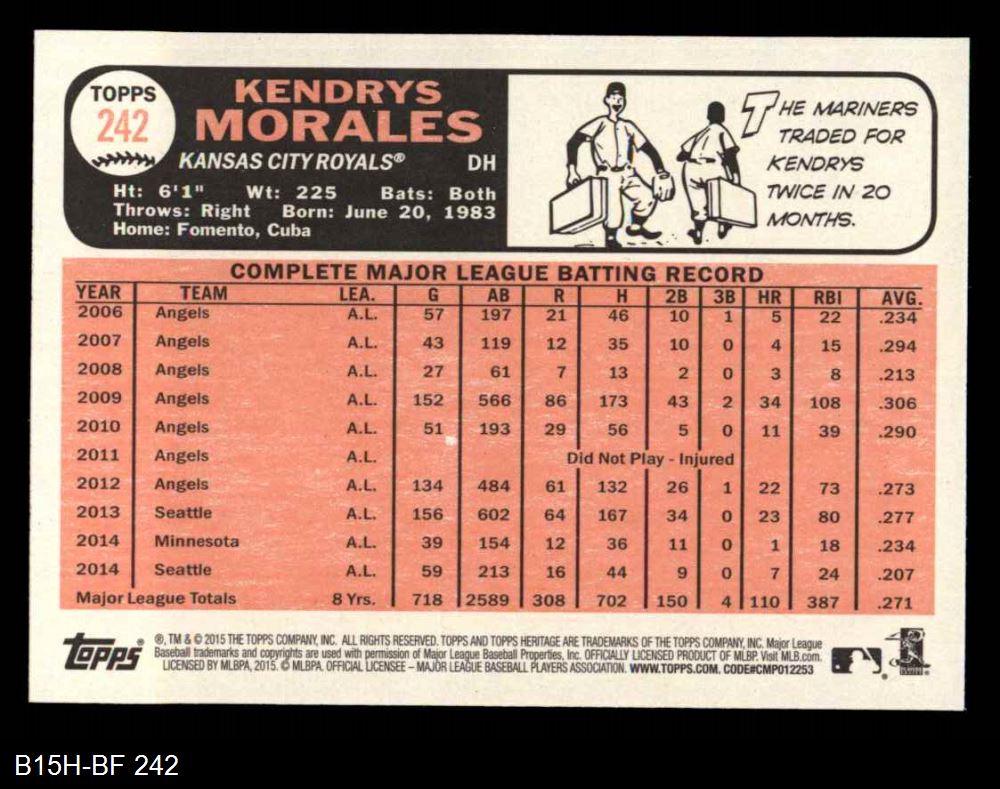 TOPPS
242
KENDRYS
MORALES
KANSAS CITY ROYALS® DH
Ht: 6'1" Wt: 225 Bats: Both
Throws: Right Born: June 20, 1983
Home: Fomento, Cuba
THE MARINERS
TRADED FOR
KENDRYS
TWICE IN 20
MONTHS.
COMPLETE MAJOR LEAGUE BATTING RECORD
YEAR TEAM LEA. G AB R H 2B 3B HR RBI AVG.
2006 Angels A.L. 57 197 21 46 10 1 5 22 .234
2007 Angels A.L. 43 119 12 35 10 0 4 15 .294
2008 Angels A.L. 27 61 7 13 2 0 3 8 .213
2009 Angels A.L. 152 566 86 173 43 2 34 108 .306
2010 Angels A.L. 51 193 29 56 5 0 11 39 .290
2011 Angels A.L. Did Not Play - Injured
2012 Angels A.L. 134 484 61 132 26 1 22 73 .273
2013 Seattle A.L. 156 602 64 167 34 0 23 80 .277
2014 Minnesota A.L. 39 154 12 36 11 0 1 18 .234
2014 Seattle A.L. 59 213 16 44 9 0 7 24 .207
Major League Totals 8 Yrs. 718 2589 308 702 150 4 110 387 .271
Topps®
®, TM & © 2015 THE TOPPS COMPANY, INC. ALL RIGHTS RESERVED. TOPPS AND TOPPS HERITAGE ARE TRADEMARKS OF THE TOPPS COMPANY, INC. Major League
Baseball trademarks and copyrights are used with permission of Major League Baseball Properties, Inc. OFFICIALLY LICENSED PRODUCT OF MLBP. Visit MLB.com.
LICENSED BY MLBPA, 2015. © MLBPA. OFFICIAL LICENSEE – MAJOR LEAGUE BASEBALL PLAYERS ASSOCIATION. WWW.TOPPS.COM. CODE#CMP012253
B15H-BF 242